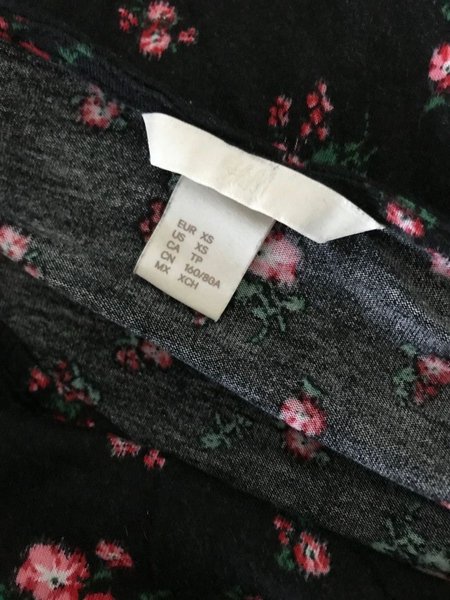 EUR XS
US XS
CA TP
CN 160/80A
MX XCH